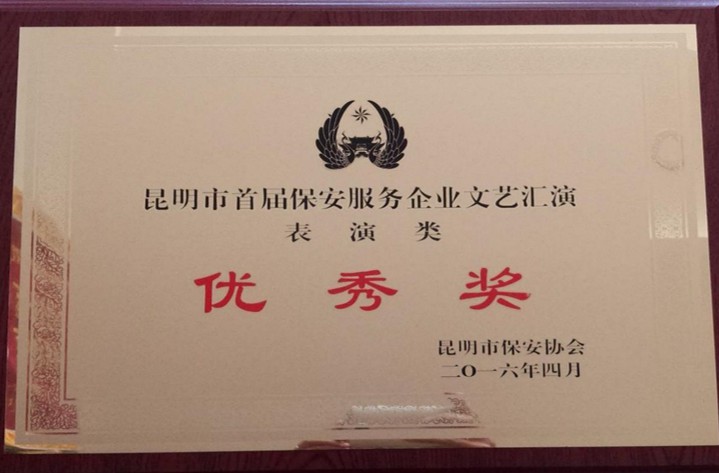 昆明市首届保安服务企业文艺汇演
表演类
优秀奖
昆明市保安协会
二O一六年四月